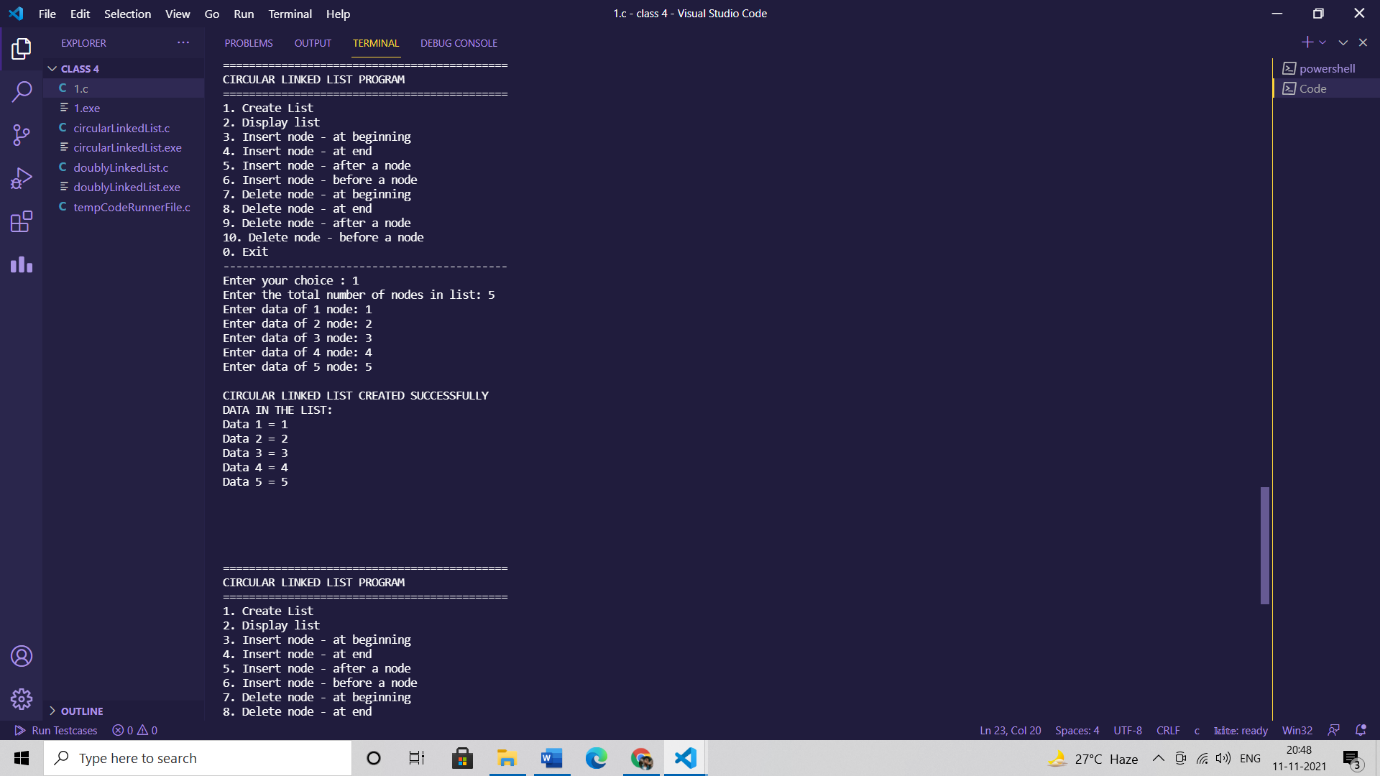 File Edit Selection View Go Run Terminal Help
1.c - class 4 - Visual Studio Code
EXPLORER
CLASS 4
C 1.c
1.exe
C circularLinkedList.c
circularLinkedList.exe
C doublyLinkedList.c
doublyLinkedList.exe
C tempCodeRunnerFile.c
OUTLINE
PROBLEMS OUTPUT TERMINAL DEBUG CONSOLE
============================================
CIRCULAR LINKED LIST PROGRAM
============================================
1. Create List
2. Display list
3. Insert node - at beginning
4. Insert node - at end
5. Insert node - after a node
6. Insert node - before a node
7. Delete node - at beginning
8. Delete node - at end
9. Delete node - after a node
10. Delete node - before a node
0. Exit
--------------------------------------------
Enter your choice : 1
Enter the total number of nodes in list: 5
Enter data of 1 node: 1
Enter data of 2 node: 2
Enter data of 3 node: 3
Enter data of 4 node: 4
Enter data of 5 node: 5
CIRCULAR LINKED LIST CREATED SUCCESSFULLY
DATA IN THE LIST:
Data 1 = 1
Data 2 = 2
Data 3 = 3
Data 4 = 4
Data 5 = 5
============================================
CIRCULAR LINKED LIST PROGRAM
============================================
1. Create List
2. Display list
3. Insert node - at beginning
4. Insert node - at end
5. Insert node - after a node
6. Insert node - before a node
7. Delete node - at beginning
8. Delete node - at end
powershell
Code
Run Testcases 0 0
Ln 23, Col 20 Spaces: 4 UTF-8 CRLF c ready Win32
Type here to search
27°C Haze
ENG
20:48
11-11-2021
3